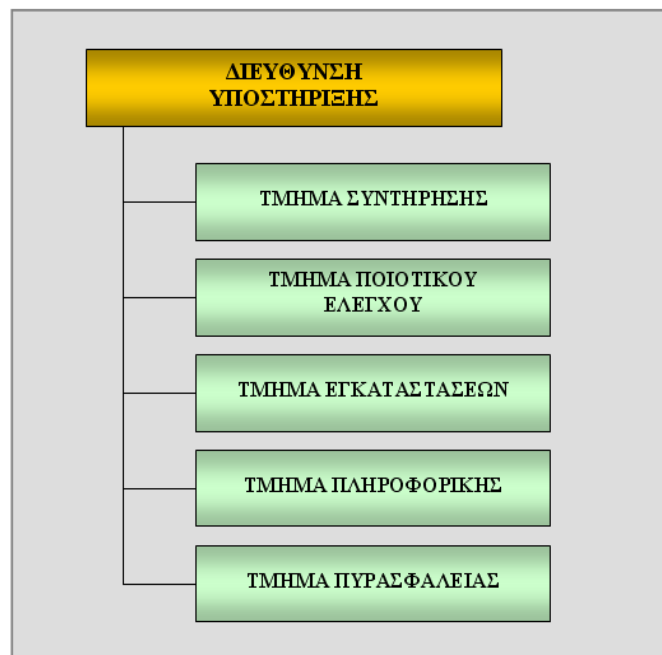 ΔΙΕΥΘΥΝΣΗ
ΥΠΟΣΤΗΡΙΞΗΣ
ΤΜΗΜΑ ΣΥΝΤΗΡΗΣΗΣ
ΤΜΗΜΑ ΠΟΙΟΤΙΚΟΥ
ΕΛΕΓΧΟΥ
ΤΜΗΜΑ ΕΓΚΑΤΑΣΤΑΣΕΩΝ
ΤΜΗΜΑ ΠΛΗΡΟΦΟΡΙΚΗΣ
ΤΜΗΜΑ ΠΥΡΑΣΦΑΛΕΙΑΣ